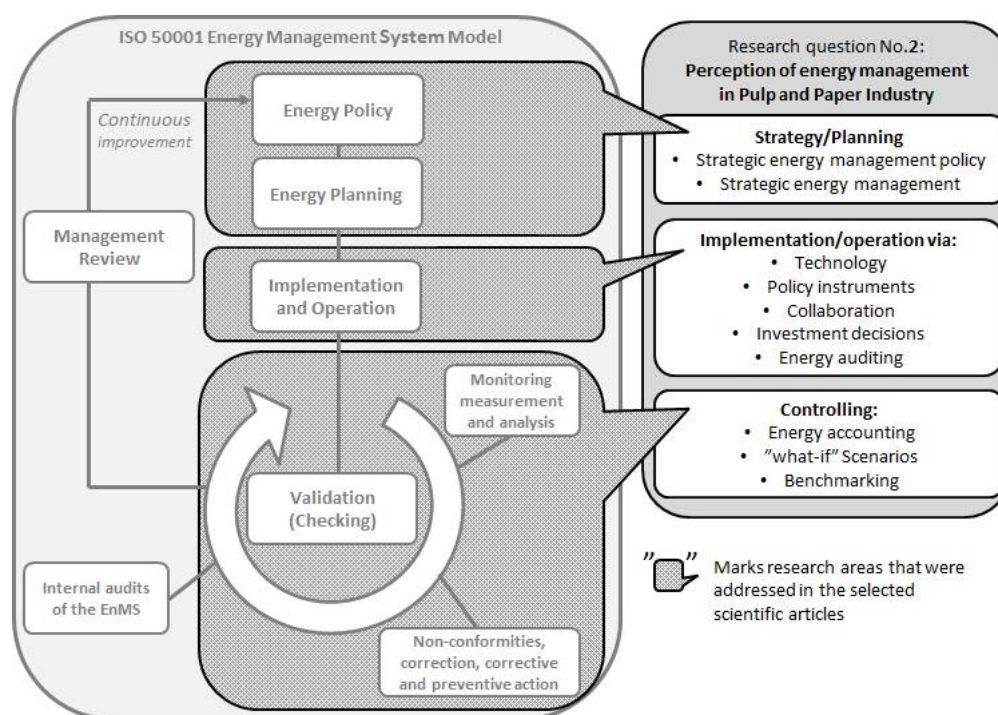 ISO 50001 Energy Management System Model
Energy Policy
Continuous
improvement
Energy Planning
Management
Review
Implementation
and Operation
Monitoring
measurement
and analysis
Validation
(Checking)
Internal audits
of the EnMS
Non-conformities,
correction, corrective
and preventive action
Research question No.2:
Perception of energy management
in Pulp and Paper Industry
Strategy/Planning
• Strategic energy management policy
• Strategic energy management
Implementation/operation via:
• Technology
• Policy instruments
• Collaboration
• Investment decisions
• Energy auditing
Controlling:
• Energy accounting
• ”what-if” Scenarios
• Benchmarking
” ”
Marks research areas that were
addressed in the selected
scientific articles